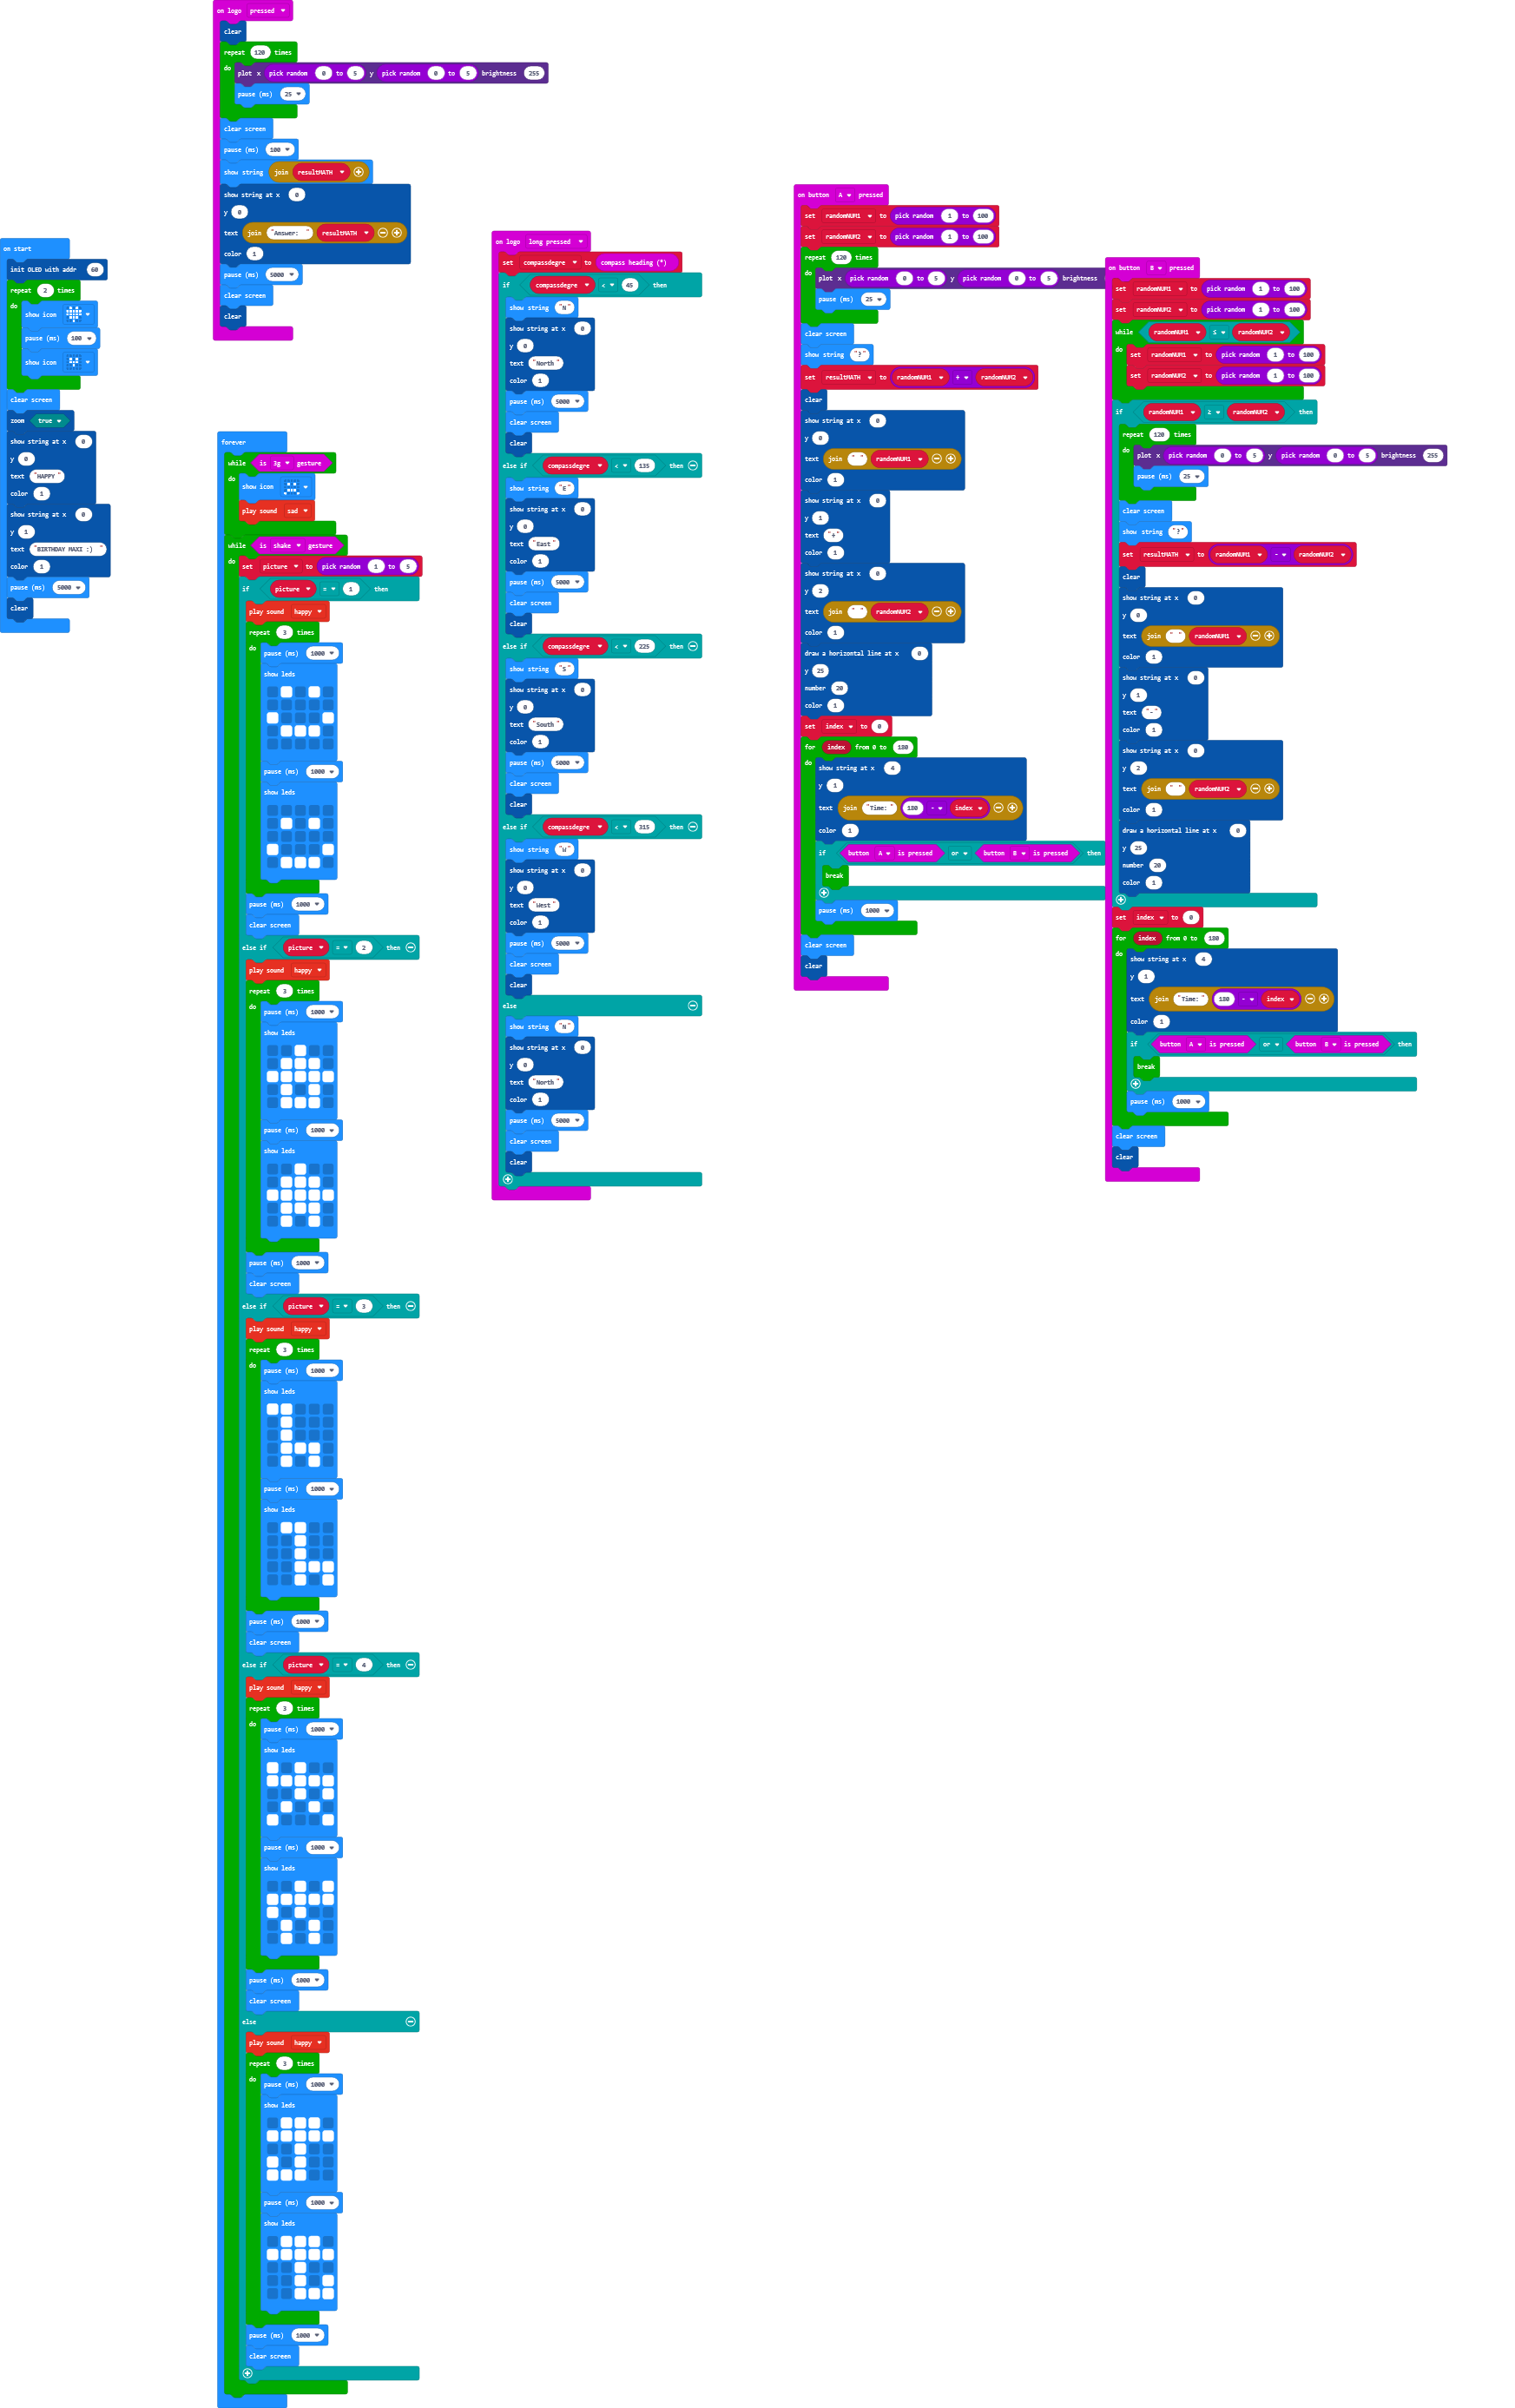 on logo pressed
clear
repeat 120 times
do plot x pick random 0 to 5 y pick random 0 to 5 brightness 255
pause (ms) 25
clear screen
pause (ms) 100
show string join resultMATH
show string at x 0
y 0
text join "Answer: " resultMATH
color 1
pause (ms) 5000
clear screen
clear
on start
init OLED with addr 60
repeat 2 times
do show icon
pause (ms) 100
show icon
clear screen
zoom true
show string at x 0
y 0
text "HAPPY"
color 1
show string at x 0
y 1
text "BIRTHDAY MAXI :) "
color 1
pause (ms) 5000
clear
forever
while is 3g gesture
do show icon
play sound sad
while is shake gesture
do set picture to pick random 1 to 5
if picture = 1 then
play sound happy
repeat 3 times
do pause (ms) 1000
show leds
pause (ms) 1000
show leds
pause (ms) 1000
clear screen
else if picture = 2 then
play sound happy
repeat 3 times
do pause (ms) 1000
show leds
pause (ms) 1000
show leds
pause (ms) 1000
clear screen
else if picture = 3 then
play sound happy
repeat 3 times
do pause (ms) 1000
show leds
pause (ms) 1000
show leds
pause (ms) 1000
clear screen
else if picture = 4 then
play sound happy
repeat 3 times
do pause (ms) 1000
show leds
pause (ms) 1000
show leds
pause (ms) 1000
clear screen
else
play sound happy
repeat 3 times
do pause (ms) 1000
show leds
pause (ms) 1000
show leds
pause (ms) 1000
clear screen
on logo long pressed
set compassdegre to compass heading (°)
if compassdegre < 45 then
show string "N"
show string at x 0
y 0
text "North"
color 1
pause (ms) 5000
clear screen
clear
else if compassdegre < 135 then
show string "E"
show string at x 0
y 0
text "East"
color 1
pause (ms) 5000
clear screen
clear
else if compassdegre < 225 then
show string "S"
show string at x 0
y 0
text "South"
color 1
pause (ms) 5000
clear screen
clear
else if compassdegre < 315 then
show string "W"
show string at x 0
y 0
text "West"
color 1
pause (ms) 5000
clear screen
clear
else
show string "N"
show string at x 0
y 0
text "North"
color 1
pause (ms) 5000
clear screen
clear
on button A pressed
set randomNUM1 to pick random 1 to 100
set randomNUM2 to pick random 1 to 100
repeat 120 times
do plot x pick random 0 to 5 y pick random 0 to 5 brightness
pause (ms) 25
clear screen
show string "?"
set resultMATH to randomNUM1 + randomNUM2
clear
show string at x 0
y 0
text join " " randomNUM1
color 1
show string at x 0
y 1
text "+"
color 1
show string at x 0
y 2
text join " " randomNUM2
color 1
draw a horizontal line at x 0
y 25
number 20
color 1
set index to 0
for index from 0 to 180
do show string at x 4
y 1
text join "Time: " 180 - index
color 1
if button A is pressed or button B is pressed then
break
pause (ms) 1000
clear screen
clear
on button B pressed
set randomNUM1 to pick random 1 to 100
set randomNUM2 to pick random 1 to 100
while randomNUM1 ≤ randomNUM2
do set randomNUM1 to pick random 1 to 100
set randomNUM2 to pick random 1 to 100
if randomNUM1 ≥ randomNUM2 then
repeat 120 times
do plot x pick random 0 to 5 y pick random 0 to 5 brightness 255
pause (ms) 25
clear screen
show string "?"
set resultMATH to randomNUM1 - randomNUM2
clear
show string at x 0
y 0
text join " " randomNUM1
color 1
show string at x 0
y 1
text "-"
color 1
show string at x 0
y 2
text join " " randomNUM2
color 1
draw a horizontal line at x 0
y 25
number 20
color 1
set index to 0
for index from 0 to 180
do show string at x 4
y 1
text join "Time: " 180 - index
color 1
if button A is pressed or button B is pressed then
break
pause (ms) 1000
clear screen
clear